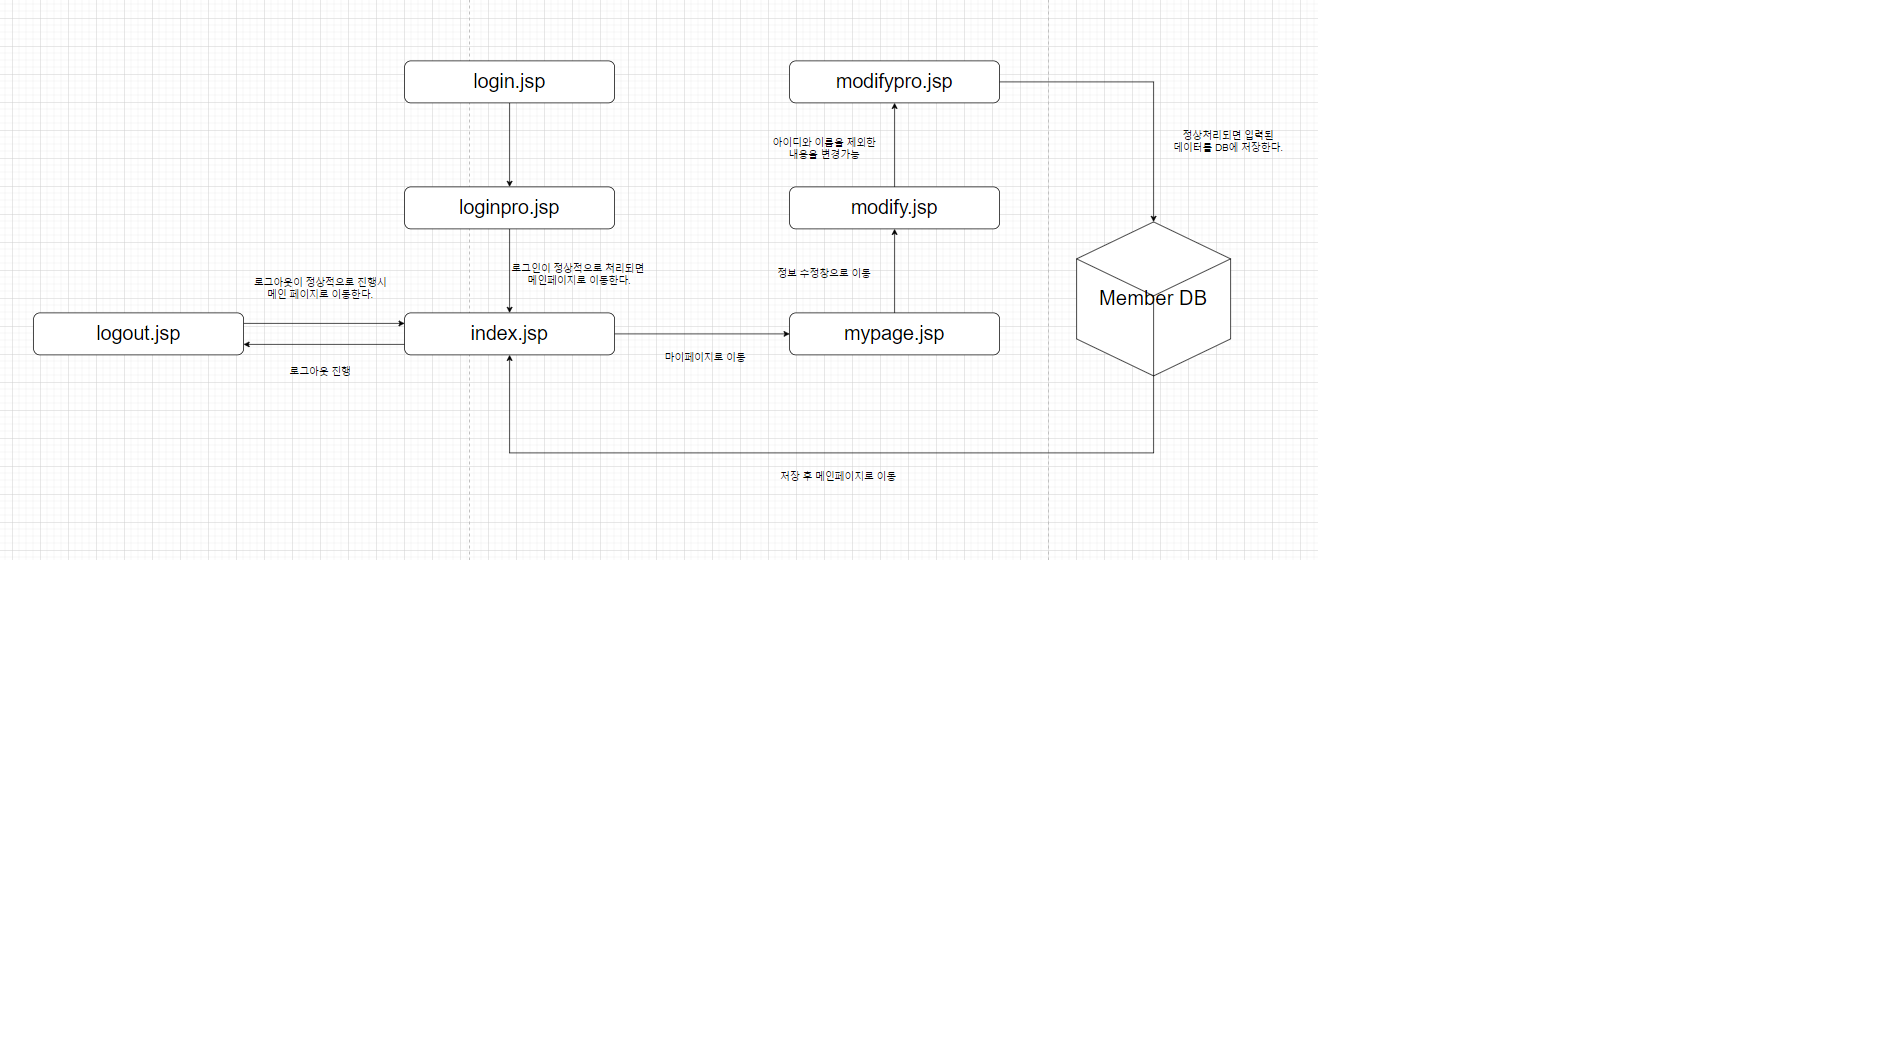 login.jsp
modifypro.jsp
아이디와 이름을 제외한
내용을 변경가능
정상처리되면 입력된
데이터를 DB에 저장한다.
loginpro.jsp
modify.jsp
로그아웃이 정상적으로 진행시
메인 페이지로 이동한다.
로그인이 정상적으로 처리되면
메인페이지로 이동한다.
정보 수정창으로 이동
Member DB
logout.jsp
index.jsp
mypage.jsp
로그아웃 진행
마이페이지로 이동
저장 후 메인페이지로 이동